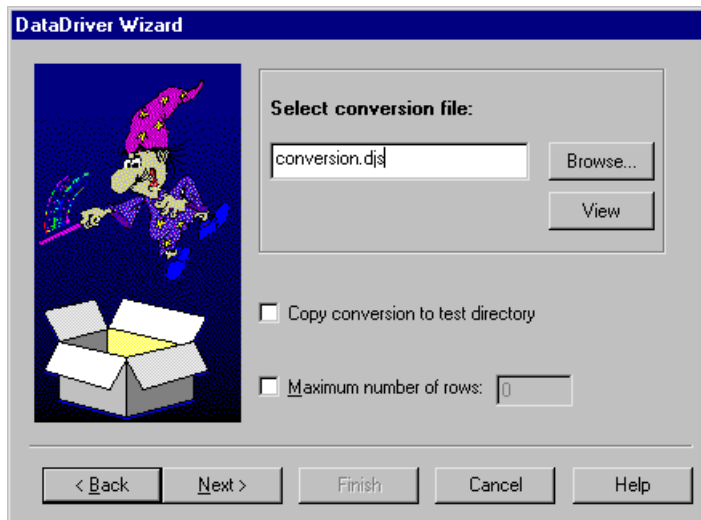 DataDriver Wizard
Select conversion file:
conversion.djs
Browse...
View
Copy conversion to test directory
Maximum number of rows: 0
< Back Next > Finish Cancel Help